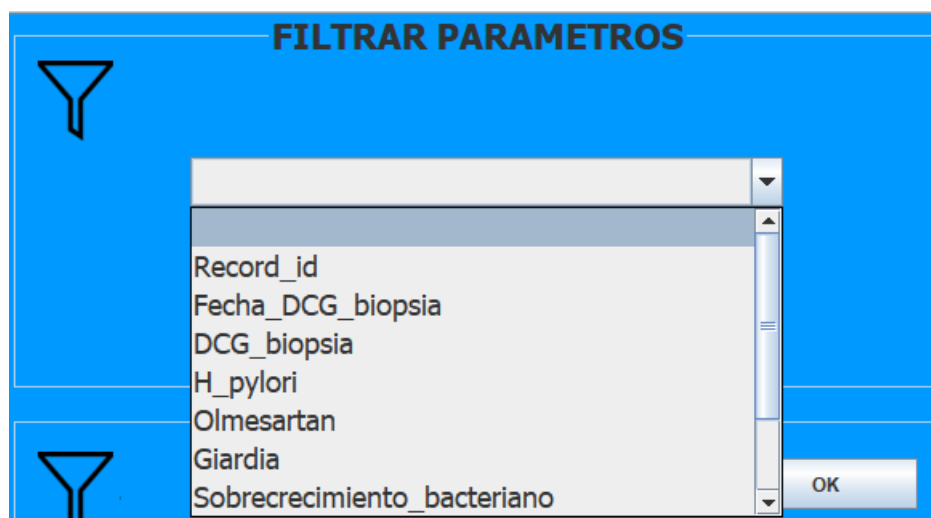 FILTRAR PARAMETROS
Record_id
Fecha_DCG_biopsia
DCG_biopsia
H_pylori
Olmesartan
Giardia
Sobrecrecimiento_bacteriano
OK